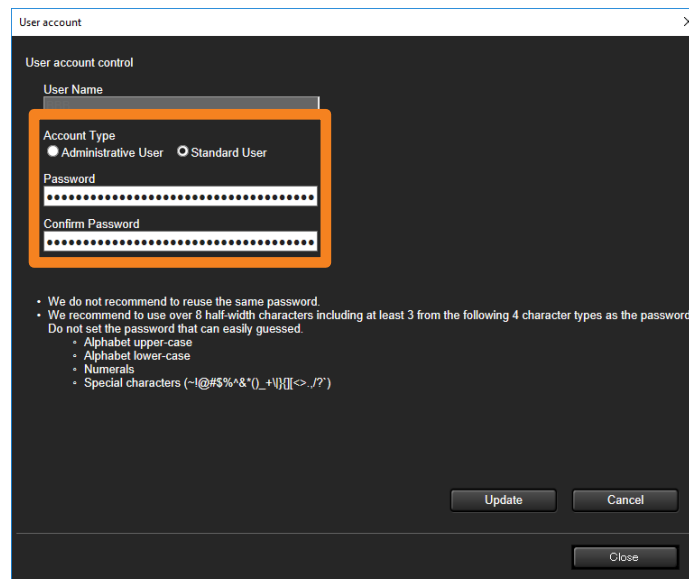 User account
User account control
User Name
Account Type
Administrative User Standard User
Password
••••••••••••••••••••••••••••••••••••
Confirm Password
••••••••••••••••••••••••••••••••••••
• We do not recommend to reuse the same password.
• We recommend to use over 8 half-width characters including at least 3 from the following 4 character types as the password
Do not set the password that can easily guessed.
◦ Alphabet upper-case
◦ Alphabet lower-case
◦ Numerals
◦ Special characters (~!@#$%^&*()_+\|}{][<>.,/?`)
Update Cancel
Close